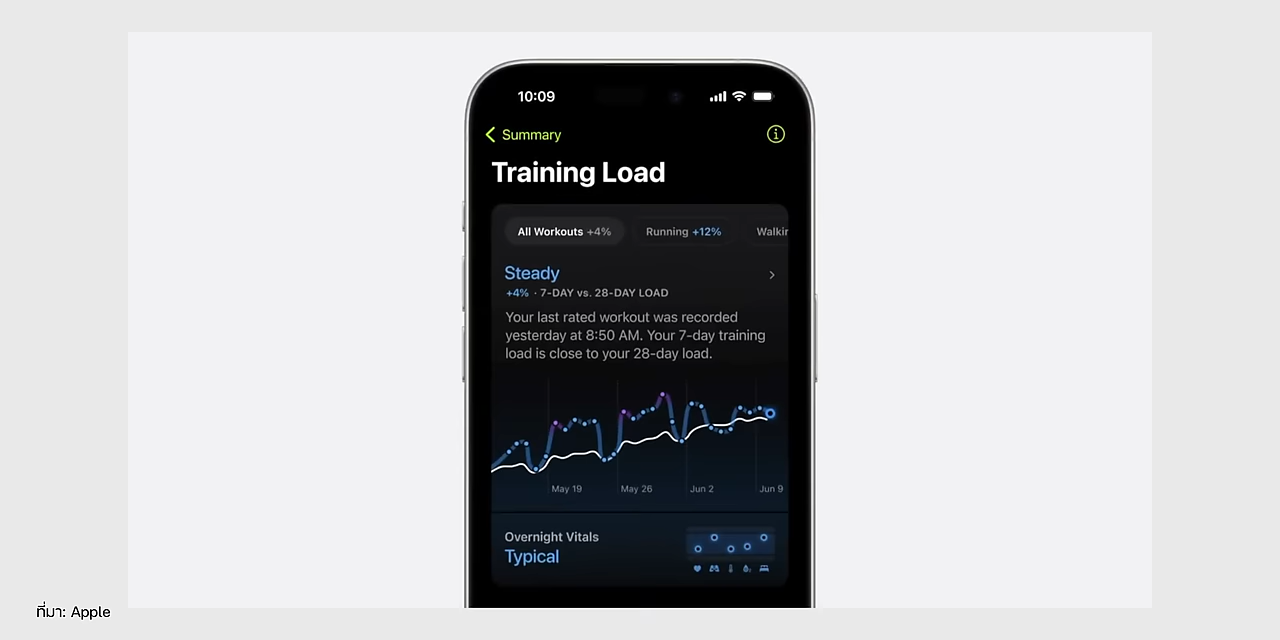 10:09
Summary
Training Load
All Workouts +4%
Running +12%
Steady
+4% · 7-DAY vs. 28-DAY LOAD
Your last rated workout was recorded
yesterday at 8:50 AM. Your 7-day training
load is close to your 28-day load.
May 19
May 26
Jun 2
Jun 9
Overnight Vitals
Typical
ที่มา: Apple